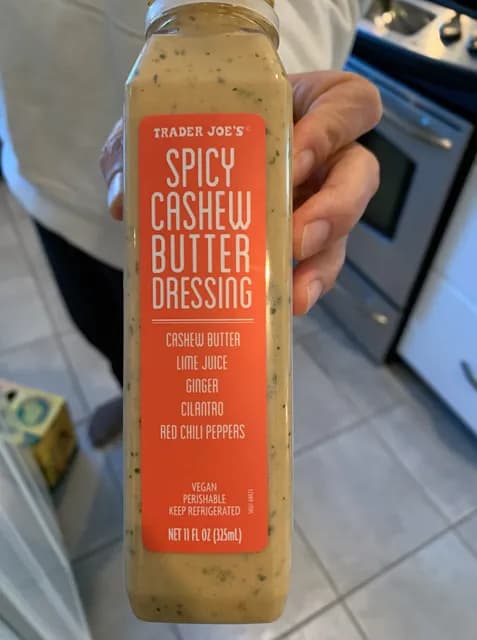 TRADER JOE'S®
SPICY
CASHEW
BUTTER
DRESSING
CASHEW BUTTER
LIME JUICE
GINGER
CILANTRO
RED CHILI PEPPERS
VEGAN
PERISHABLE
KEEP REFRIGERATED
NET 11 FL OZ (325mL)